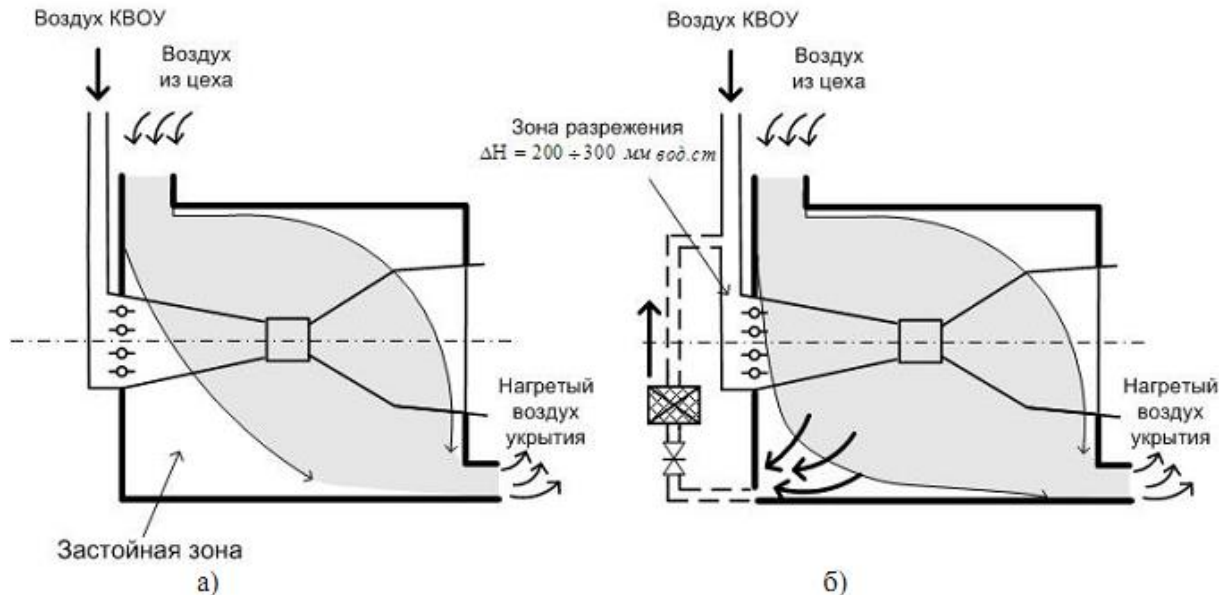 Воздух КВОУ
Воздух
из цеха
Нагретый
воздух
укрытия
Застойная зона
а)
Воздух КВОУ
Воздух
из цеха
Зона разрежения
ΔH = 200 ÷ 300 мм вод.ст
Нагретый
воздух
укрытия
б)